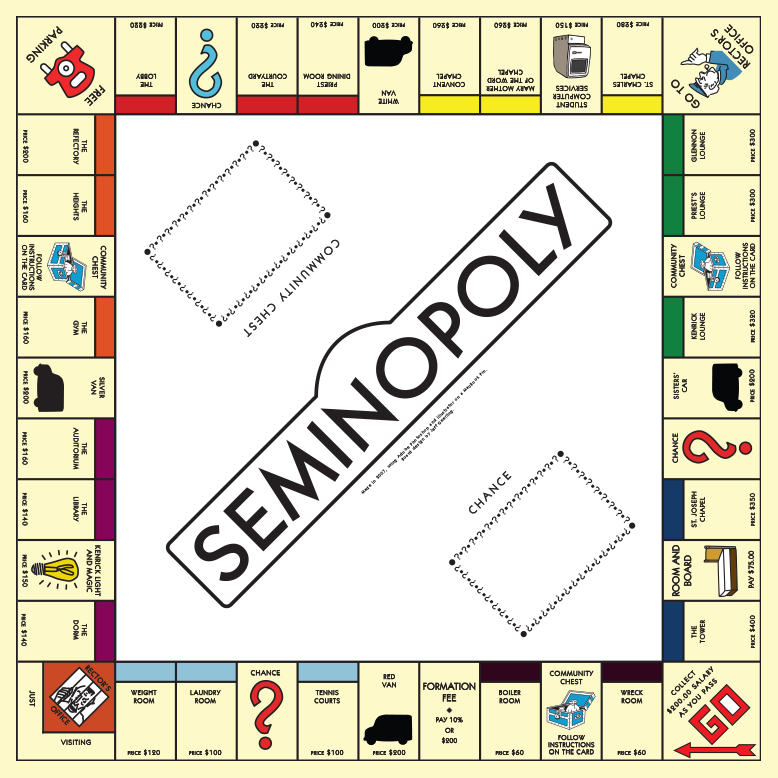 FREE
PARKING
THE
LOBBY
PRICE $220
CHANCE
THE
COURTYARD
PRICE $220
PRIEST
DINING ROOM
PRICE $240
WHITE
VAN
PRICE $200
CONVENT
CHAPEL
PRICE $260
MARY MOTHER
OF THE WORD
CHAPEL
PRICE $260
STUDENT
COMPUTER
SERVICES
PRICE $150
ST. CHARLES
CHAPEL
PRICE $280
GO TO
RECTOR'S
OFFICE
GLENNON
LOUNGE
PRICE $300
PRIEST'S
LOUNGE
PRICE $300
COMMUNITY
CHEST
FOLLOW
INSTRUCTIONS
ON THE CARD
KENRICK
LOUNGE
PRICE $320
SISTERS'
CAR
PRICE $200
CHANCE
ST. JOSEPH
CHAPEL
PRICE $350
ROOM AND
BOARD
PAY $75.00
THE
TOWER
PRICE $400
COLLECT
$200.00 SALARY
AS YOU PASS
GO
WRECK
ROOM
PRICE $60
COMMUNITY
CHEST
FOLLOW
INSTRUCTIONS
ON THE CARD
BOILER
ROOM
PRICE $60
FORMATION
FEE
PAY 10%
OR
$200
RED
VAN
PRICE $200
TENNIS
COURTS
PRICE $100
CHANCE
LAUNDRY
ROOM
PRICE $100
WEIGHT
ROOM
PRICE $120
JUST
VISITING
RECTOR'S
OFFICE
THE
DORM
PRICE $140
KENRICK LIGHT
AND MAGIC
PRICE $150
THE
LIBRARY
PRICE $140
THE
AUDITORIUM
PRICE $160
SILVER
VAN
PRICE $200
THE
GYM
PRICE $160
COMMUNITY
CHEST
FOLLOW
INSTRUCTIONS
ON THE CARD
THE
HEIGHTS
PRICE $160
THE
REFECTORY
PRICE $200
COMMUNITY CHEST
SEMINOPOLY
CHANCE